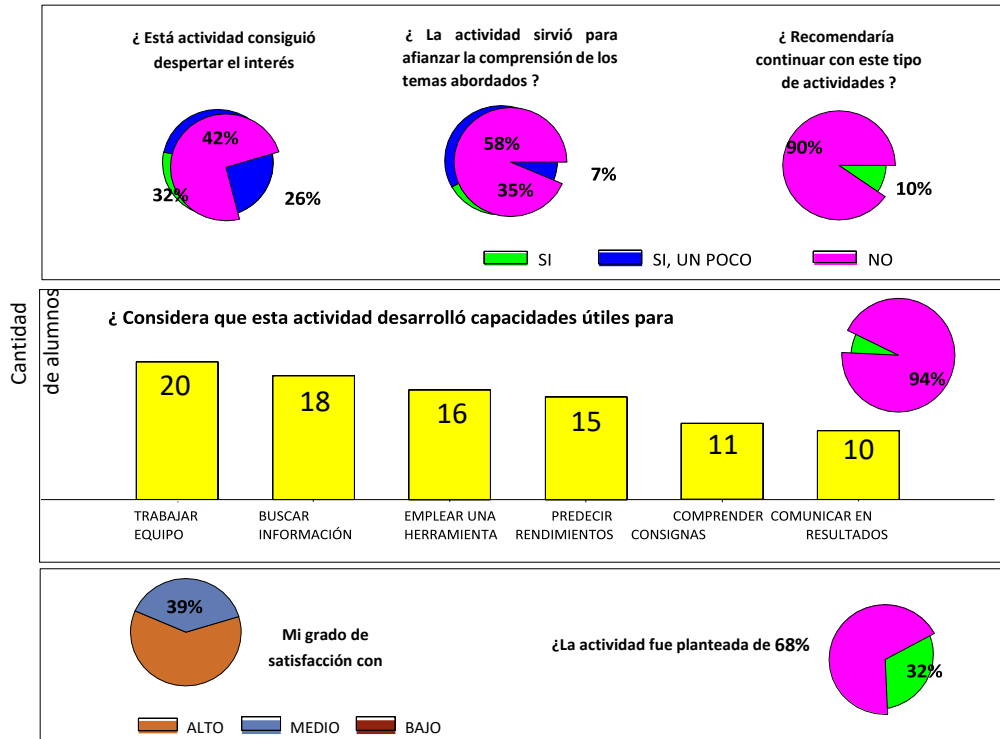 ¿ Está actividad consiguió
despertar el interés
42%
32%
26%
¿ La actividad sirvió para
afianzar la comprensión de los
temas abordados ?
58%
35%
7%
¿ Recomendaría
continuar con este tipo
de actividades ?
90%
10%
SI
SI, UN POCO
NO
Cantidad
de alumnos
¿ Considera que esta actividad desarrolló capacidades útiles para
94%
20
18
16
15
11
10
TRABAJAR
EQUIPO
BUSCAR
INFORMACIÓN
EMPLEAR UNA
HERRAMIENTA
PREDECIR
RENDIMIENTOS
COMPRENDER
CONSIGNAS
COMUNICAR EN
RESULTADOS
39%
Mi grado de
satisfacción con
ALTO
MEDIO
BAJO
¿La actividad fue planteada de 68%
32%